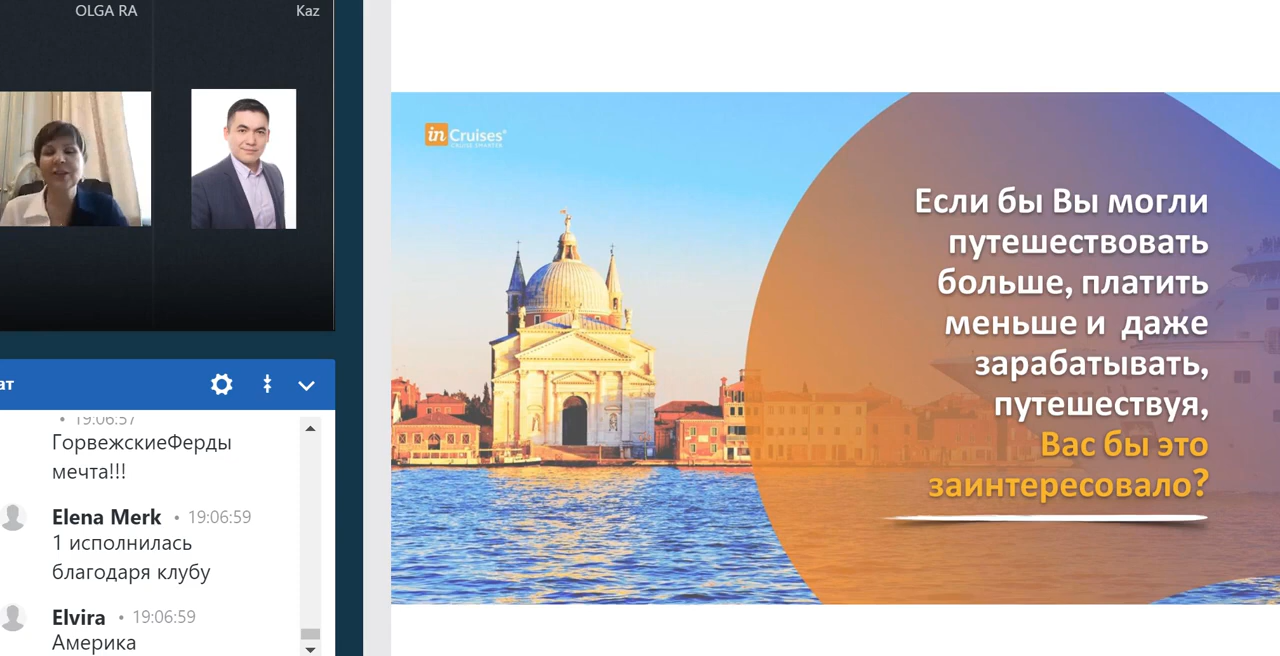 OLGA RA
Kaz
in Cruises®
CRUISE SMARTER
Если бы Вы могли
путешествовать
больше, платить
меньше и даже
зарабатывать,
путешествуя,
Вас бы это
заинтересовало?
ат
• 19:06:57
ГорвежскиеФерды
мечта!!!
Elena Merk • 19:06:59
1 исполнилась
благодаря клубу
Elvira • 19:06:59
Америка